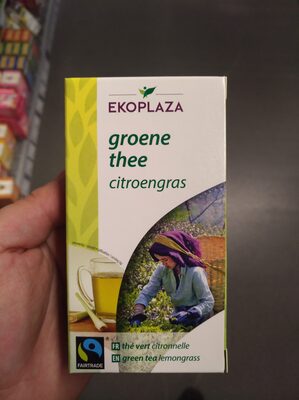 EKOPLAZA
groene
thee
citroengras
FR thé vert citronnelle
EN green tea lemongrass
FAIRTRADE